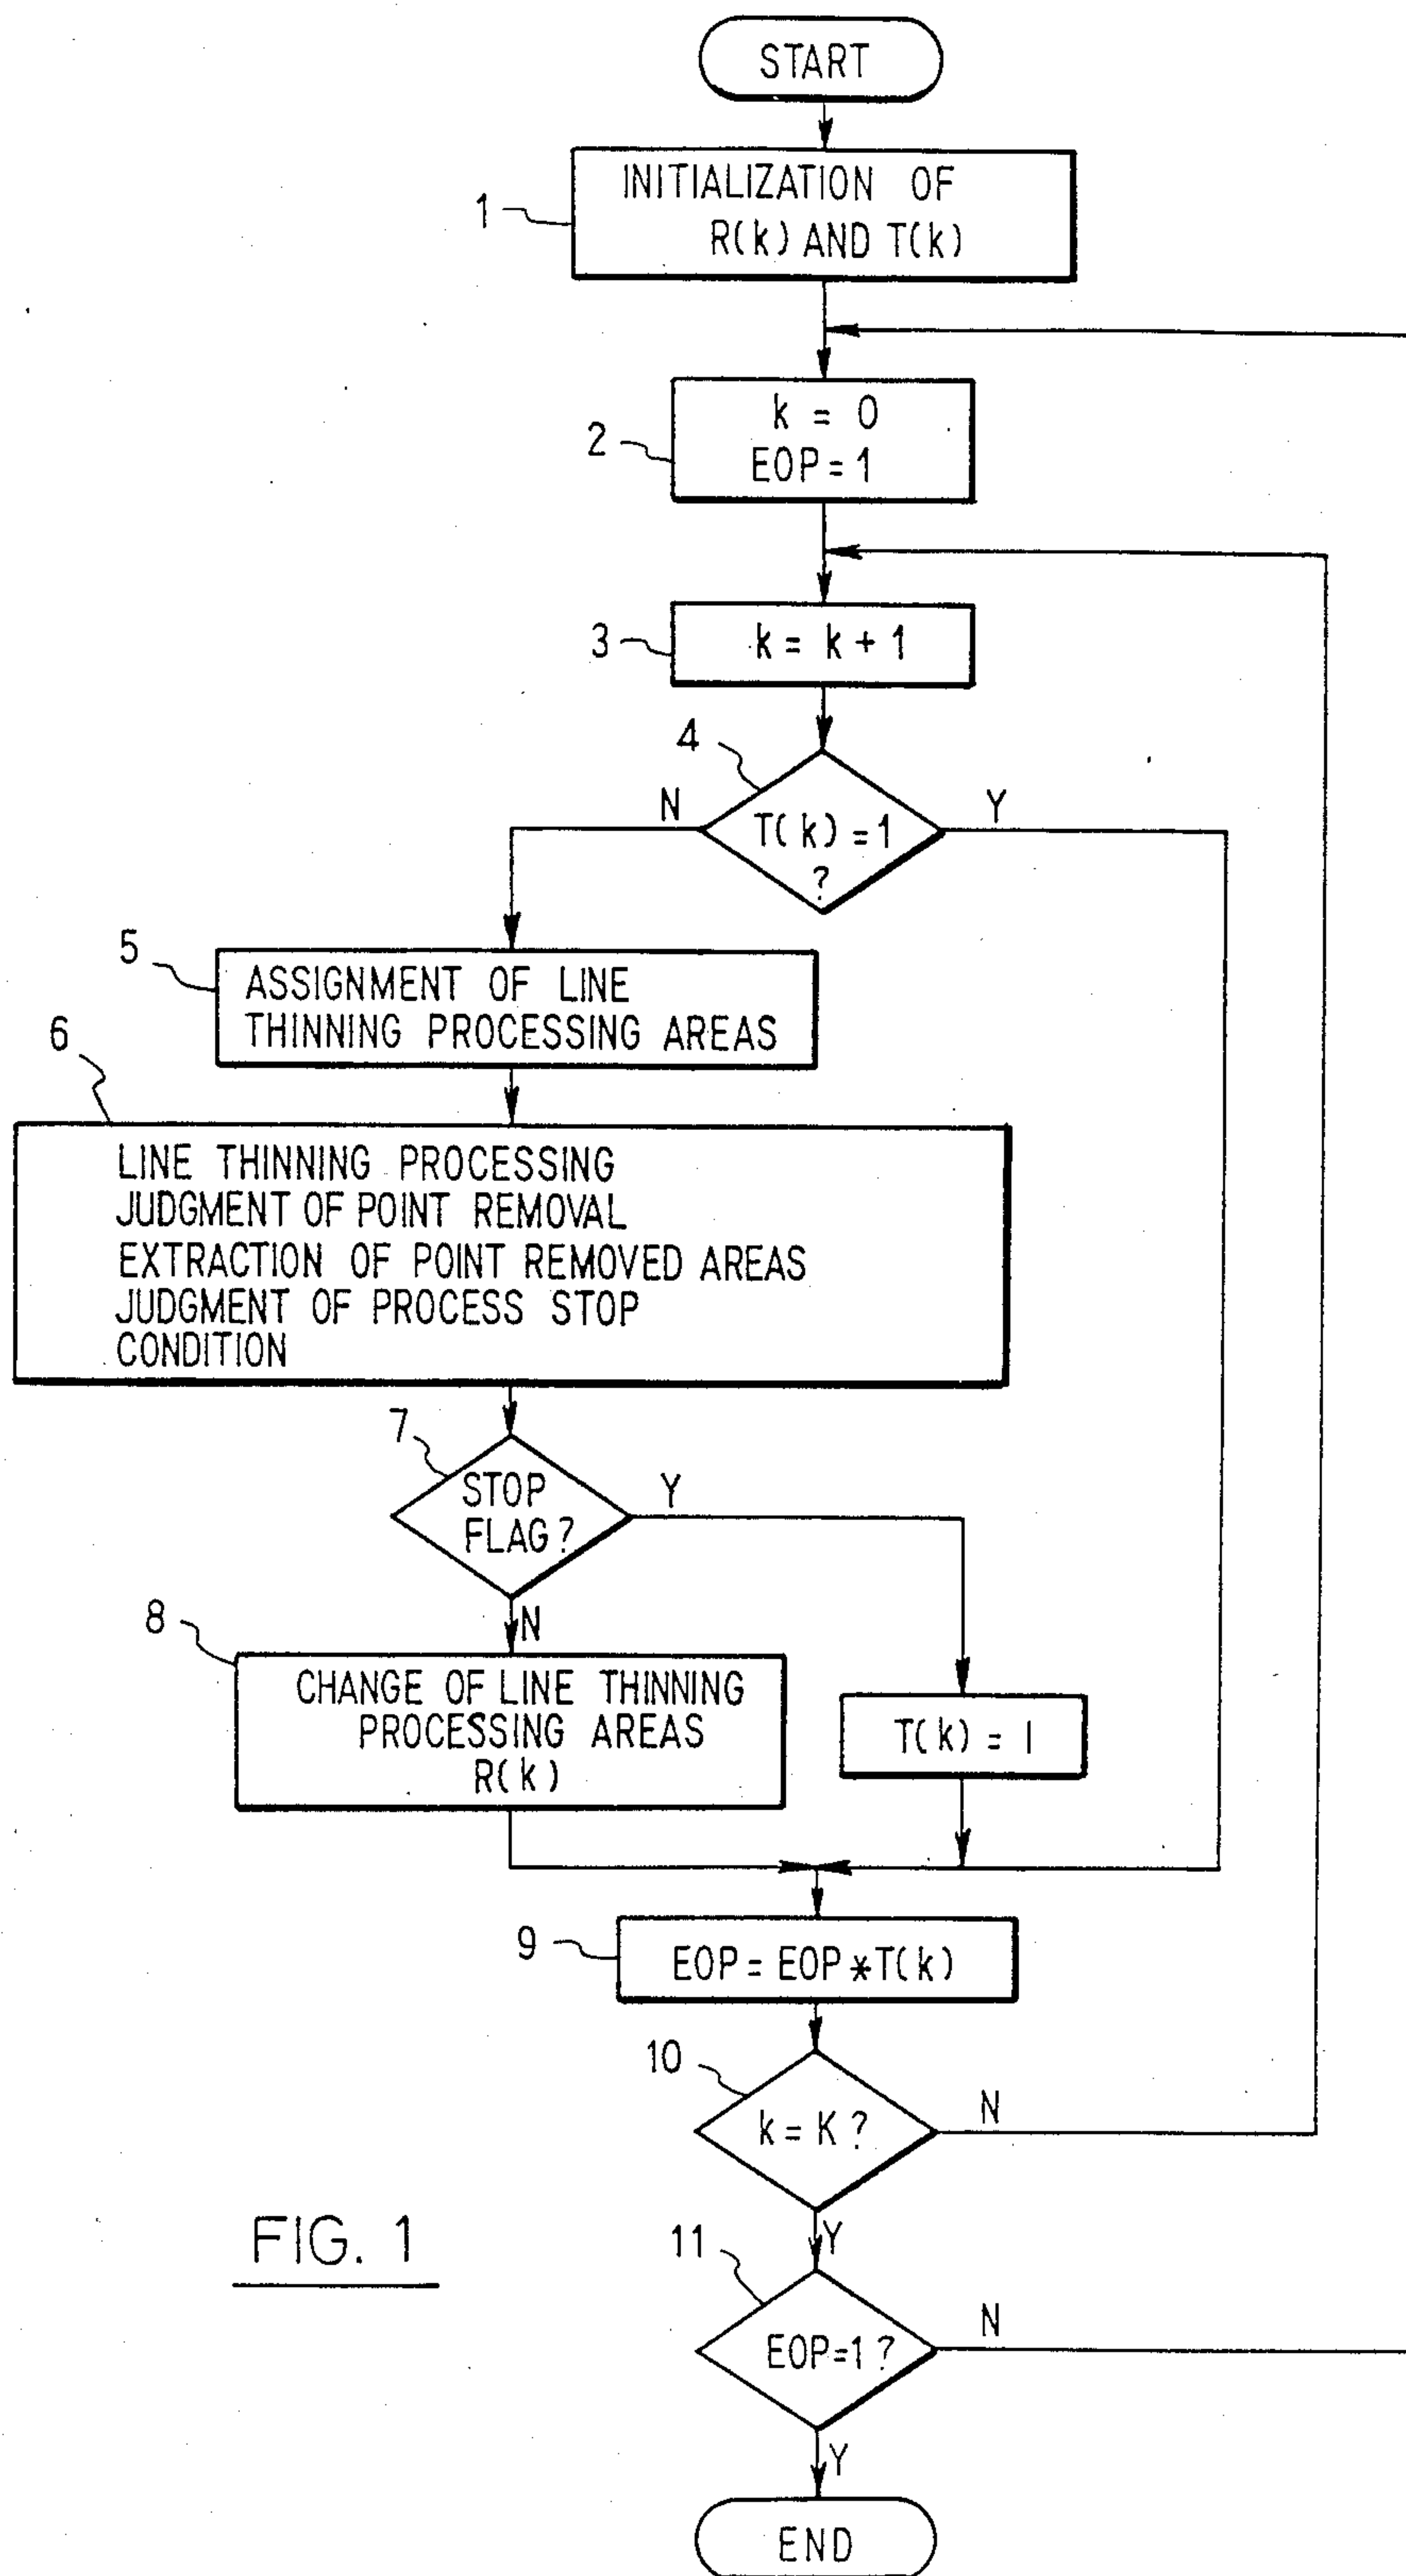 START
INITIALIZATION OF
R(k) AND T(k)
1
k = 0
EOP = 1
2
k = k + 1
3
4
N
Y
T(k) = 1
?
5
ASSIGNMENT OF LINE
THINNING PROCESSING AREAS
6
LINE THINNING PROCESSING
JUDGMENT OF POINT REMOVAL
EXTRACTION OF POINT REMOVED AREAS
JUDGMENT OF PROCESS STOP
CONDITION
7
STOP
FLAG?
Y
N
8
CHANGE OF LINE THINNING
PROCESSING AREAS
R(k)
T(k) = 1
9
EOP = EOP * T(k)
10
k = K ?
N
Y
11
EOP=1 ?
N
Y
FIG. 1
END